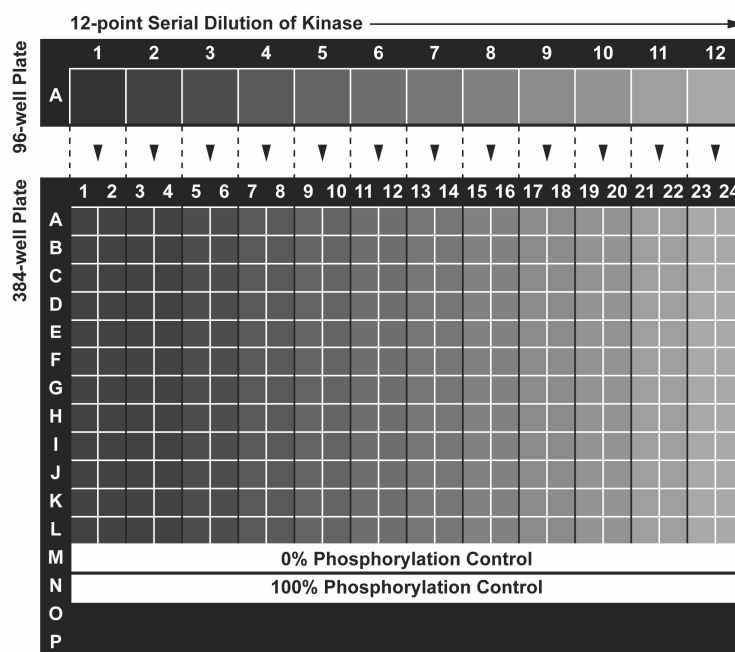 12-point Serial Dilution of Kinase
96-well Plate
1 2 3 4 5 6 7 8 9 10 11 12
A
384-well Plate
1 2 3 4 5 6 7 8 9 10 11 12 13 14 15 16 17 18 19 20 21 22 23 24
A
B
C
D
E
F
G
H
I
J
K
L
M 0% Phosphorylation Control
N 100% Phosphorylation Control
O
P